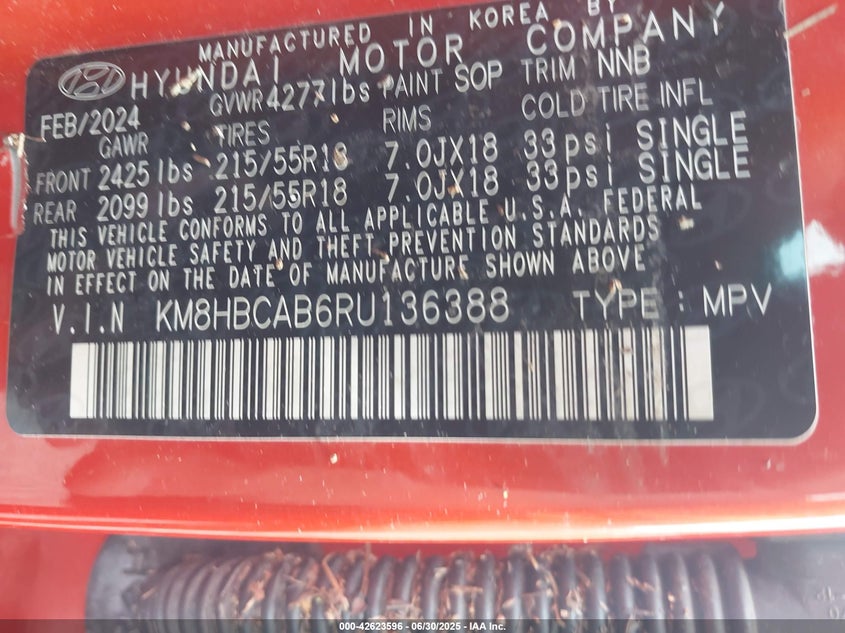 MANUFACTURED IN KOREA BY
HYUNDAI MOTOR COMPANY
FEB/2024 GVWR 4277lbs PAINT SOP TRIM NNB
GAWR TIRES RIMS COLD TIRE INFL
FRONT 2425 lbs 215/55R18 7.0JX18 33psi SINGLE
REAR 2099 lbs 215/55R18 7.0JX18 33psi SINGLE
THIS VEHICLE CONFORMS TO ALL APPLICABLE U.S.A. FEDERAL
MOTOR VEHICLE SAFETY AND THEFT PREVENTION STANDARDS
IN EFFECT ON THE DATE OF MANUFACTURE SHOWN ABOVE
V.I.N KM8HBCAB6RU136388 TYPE: MPV
000-42623596 - 06/30/2025 - IAA Inc.